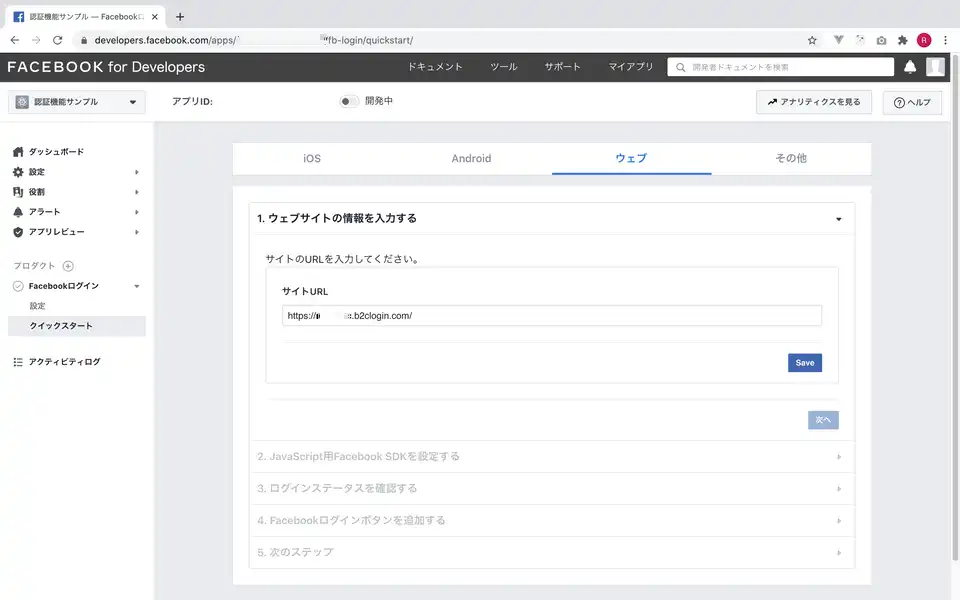 認証機能サンプル — Facebook
developers.facebook.com/apps/ /fb-login/quickstart/
R
FACEBOOK for Developers
ドキュメント
ツール
サポート
マイアプリ
開発者ドキュメントを検索
認証機能サンプル
アプリID:
開発中
アナリティクスを見る
ヘルプ
ダッシュボード
設定
役割
アラート
アプリレビュー
プロダクト
Facebookログイン
設定
クイックスタート
アクティビティログ
iOS
Android
ウェブ
その他
1. ウェブサイトの情報を入力する
サイトのURLを入力してください。
サイトURL
https:// .b2clogin.com/
Save
次へ
2. JavaScript用Facebook SDKを設定する
3. ログインステータスを確認する
4. Facebookログインボタンを追加する
5. 次のステップ